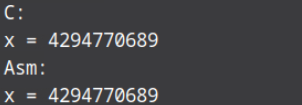 C:
x = 4294770689
Asm:
x = 4294770689